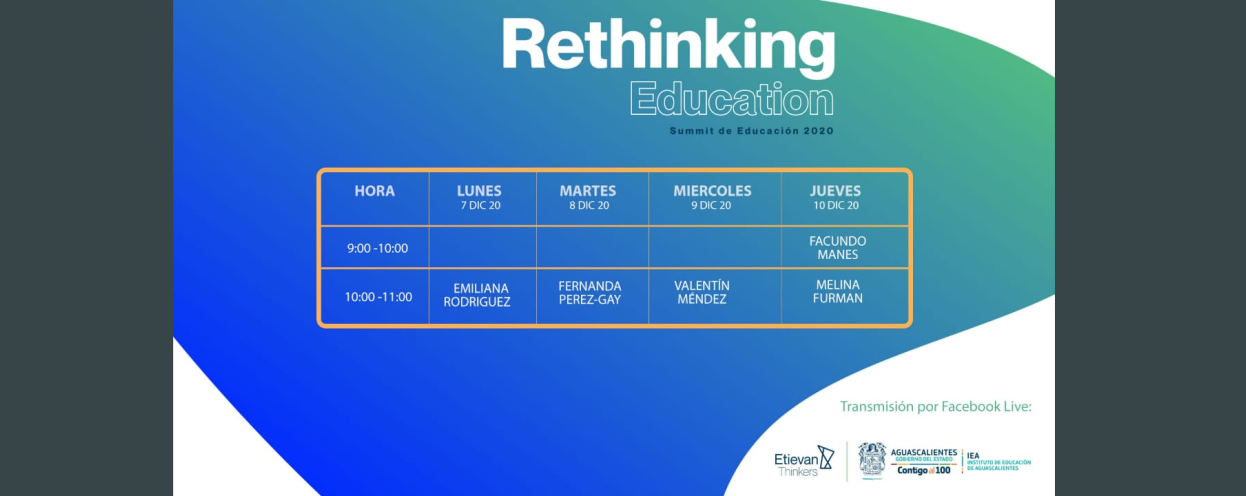 Rethinking
Education
Summit de Educación 2020
HORA
LUNES
7 DIC 20
MARTES
8 DIC 20
MIERCOLES
9 DIC 20
JUEVES
10 DIC 20
9:00 -10:00
FACUNDO
MANES
10:00 -11:00
EMILIANA
RODRIGUEZ
FERNANDA
PEREZ-GAY
VALENTÍN
MÉNDEZ
MELINA
FURMAN
Transmisión por Facebook Live:
Etievan
Thinkers
AGUASCALIENTES
GOBIERNO DEL ESTADO
Contigo al 100
IEA
INSTITUTO DE EDUCACIÓN
DE AGUASCALIENTES